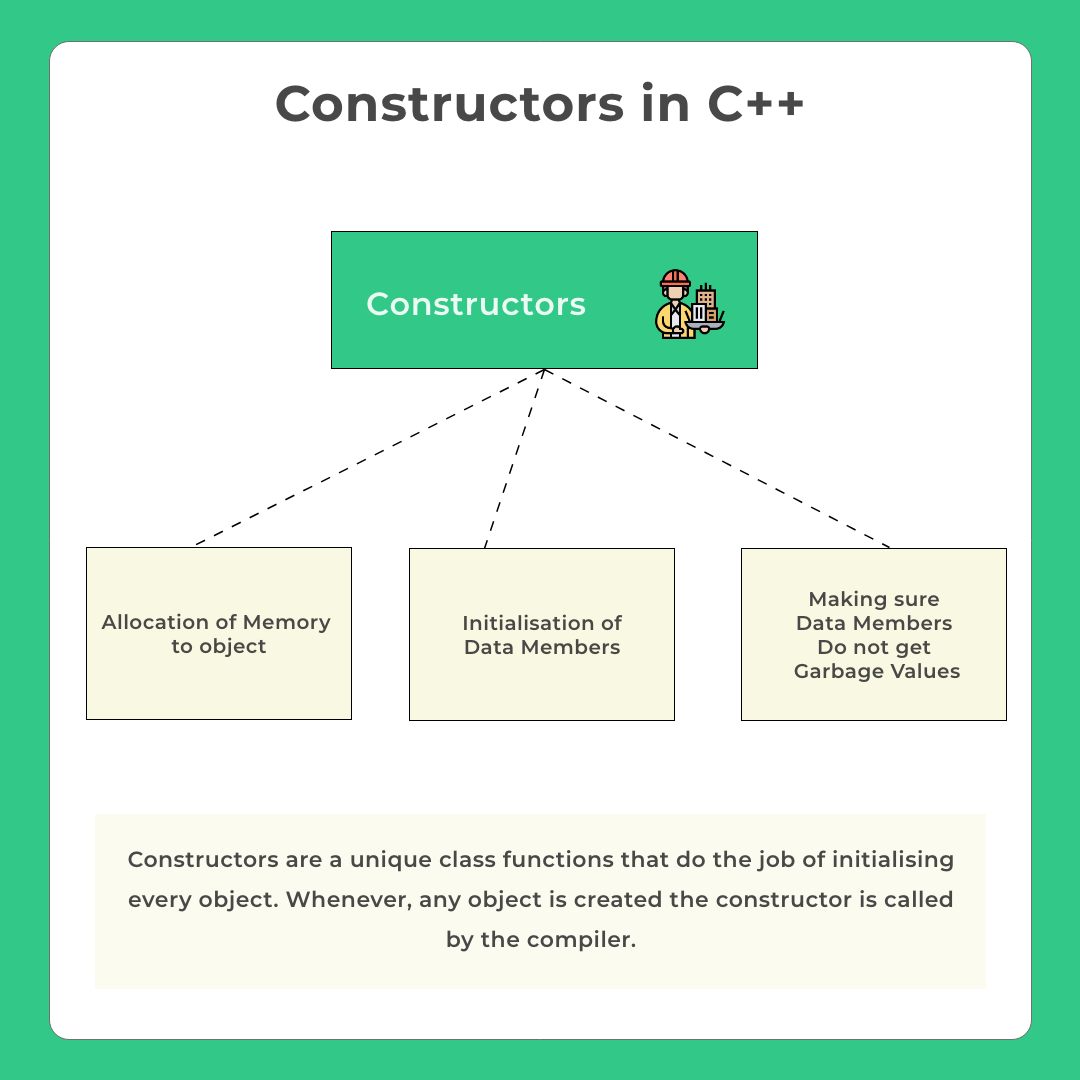 Constructors in C++
Constructors
Allocation of Memory
to object
Initialisation of
Data Members
Making sure
Data Members
Do not get
Garbage Values
Constructors are a unique class functions that do the job of initialising
every object. Whenever, any object is created the constructor is called
by the compiler.